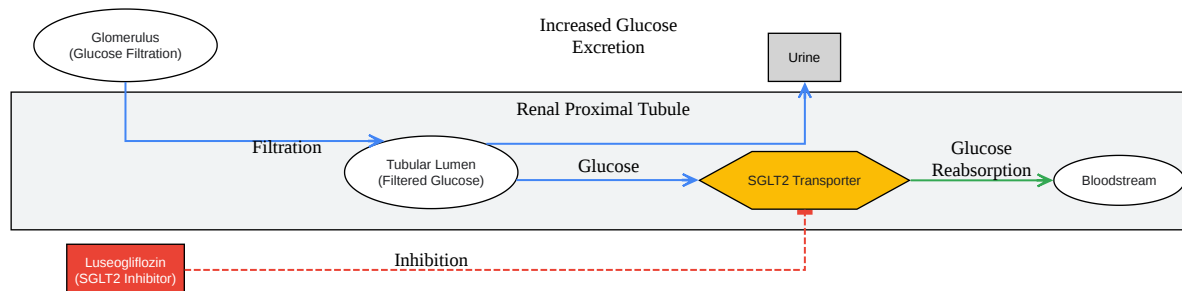 Glomerulus
(Glucose Filtration)
Increased Glucose
Excretion
Urine
Renal Proximal Tubule
Filtration
Tubular Lumen
(Filtered Glucose)
Glucose
SGLT2 Transporter
Glucose
Reabsorption
Bloodstream
Luseogliflozin
(SGLT2 Inhibitor)
Inhibition